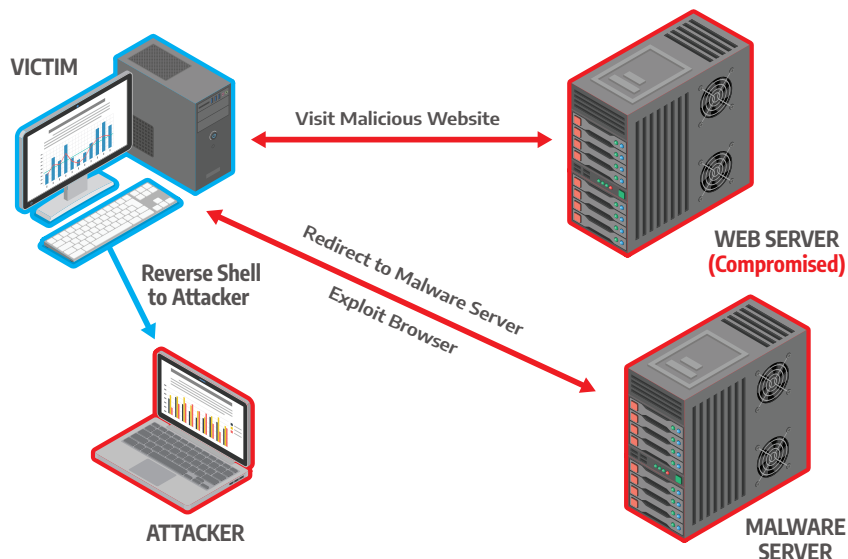 VICTIM
Visit Malicious Website
WEB SERVER
(Compromised)
Redirect to Malware Server
Exploit Browser
Reverse Shell
to Attacker
ATTACKER
MALWARE
SERVER